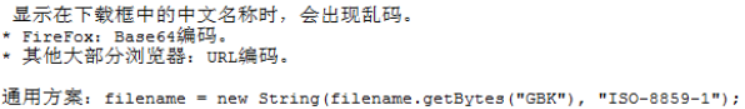 显示在下载框中的中文名称时，会出现乱码。
* FireFox：Base64编码。
* 其他大部分浏览器：URL编码。
通用方案：filename = new String(filename.getBytes("GBK"), "ISO-8859-1");